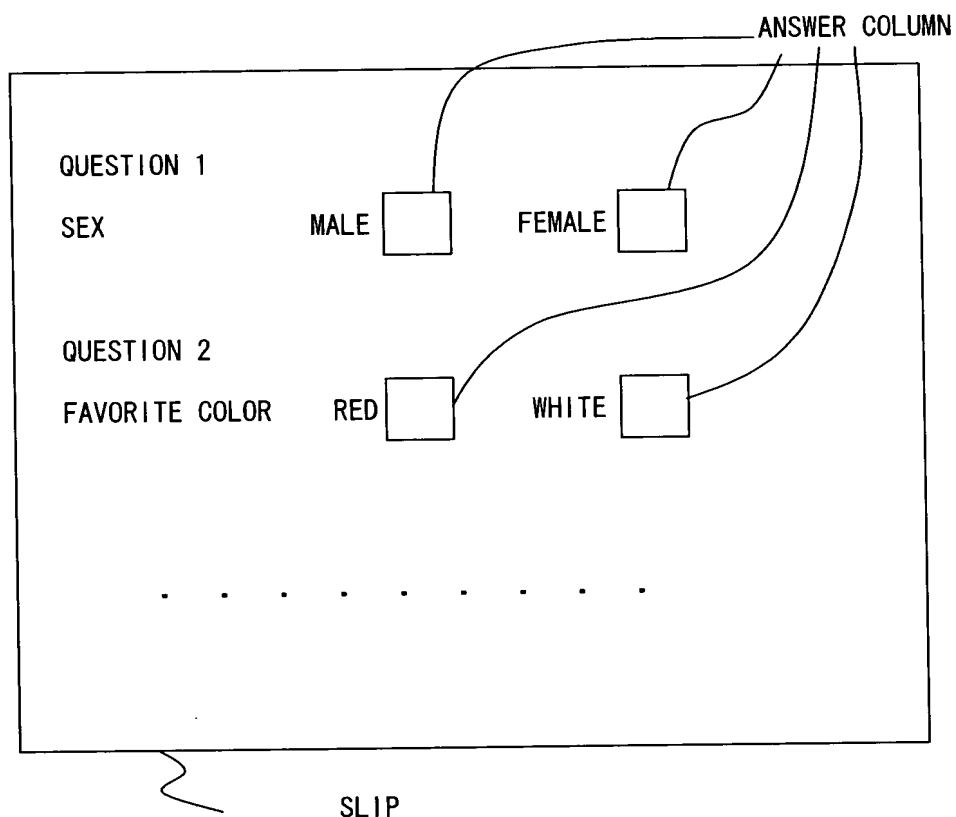 ANSWER COLUMN
QUESTION 1
SEX MALE FEMALE
QUESTION 2
FAVORITE COLOR RED WHITE
SLIP